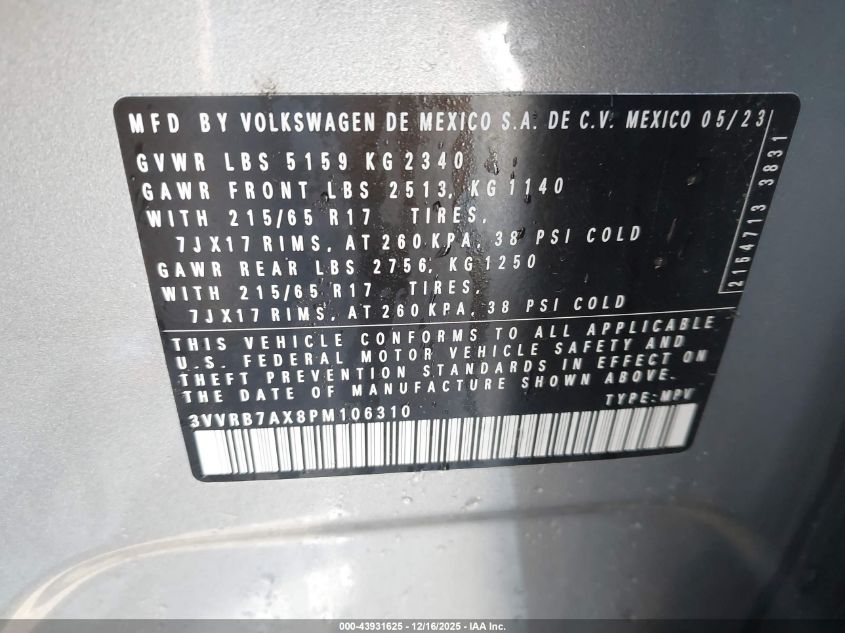 MFD BY VOLKSWAGEN DE MEXICO S.A. DE C.V. MEXICO 05/23
GVWR LBS 5159 KG 2340
GAWR FRONT LBS 2513, KG 1140
WITH 215/65 R17 TIRES,
7JX17 RIMS, AT 260 KPA, 38 PSI COLD
GAWR REAR LBS 2756, KG 1250
WITH 215/65 R17 TIRES,
7JX17 RIMS, AT 260 KPA, 38 PSI COLD
2154713 3831
THIS VEHICLE CONFORMS TO ALL APPLICABLE
U.S. FEDERAL MOTOR VEHICLE SAFETY AND
THEFT PREVENTION STANDARDS IN EFFECT ON
THE DATE OF MANUFACTURE SHOWN ABOVE.
TYPE:MPV
3VVRB7AX8PM106310
000-43931625 - 12/16/2025 - IAA Inc.